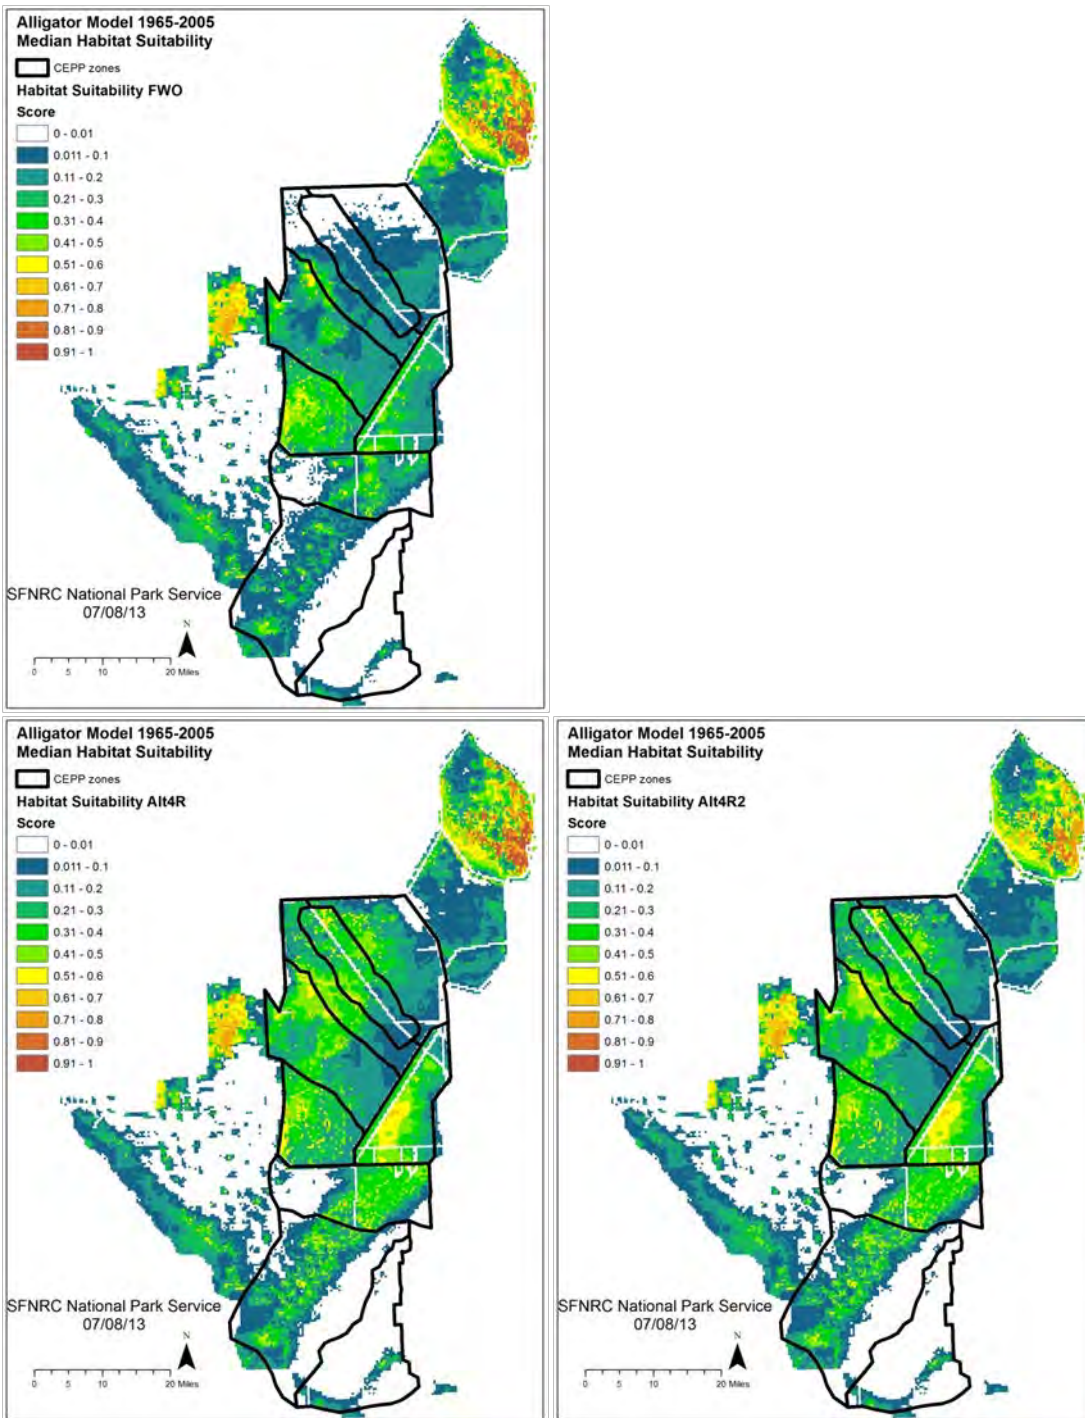 Alligator Model 1965-2005
Median Habitat Suitability
CEPP zones
Habitat Suitability FWO
Score
0 - 0.01
0.011 - 0.1
0.11 - 0.2
0.21 - 0.3
0.31 - 0.4
0.41 - 0.5
0.51 - 0.6
0.61 - 0.7
0.71 - 0.8
0.81 - 0.9
0.91 - 1
SFNRC National Park Service
07/08/13
N
0 5 10 20 Miles
Alligator Model 1965-2005
Median Habitat Suitability
CEPP zones
Habitat Suitability Alt4R
Score
0 - 0.01
0.011 - 0.1
0.11 - 0.2
0.21 - 0.3
0.31 - 0.4
0.41 - 0.5
0.51 - 0.6
0.61 - 0.7
0.71 - 0.8
0.81 - 0.9
0.91 - 1
SFNRC National Park Service
07/08/13
N
0 5 10 20 Miles
Alligator Model 1965-2005
Median Habitat Suitability
CEPP zones
Habitat Suitability Alt4R2
Score
0 - 0.01
0.011 - 0.1
0.11 - 0.2
0.21 - 0.3
0.31 - 0.4
0.41 - 0.5
0.51 - 0.6
0.61 - 0.7
0.71 - 0.8
0.81 - 0.9
0.91 - 1
SFNRC National Park Service
07/08/13
N
0 5 10 20 Miles